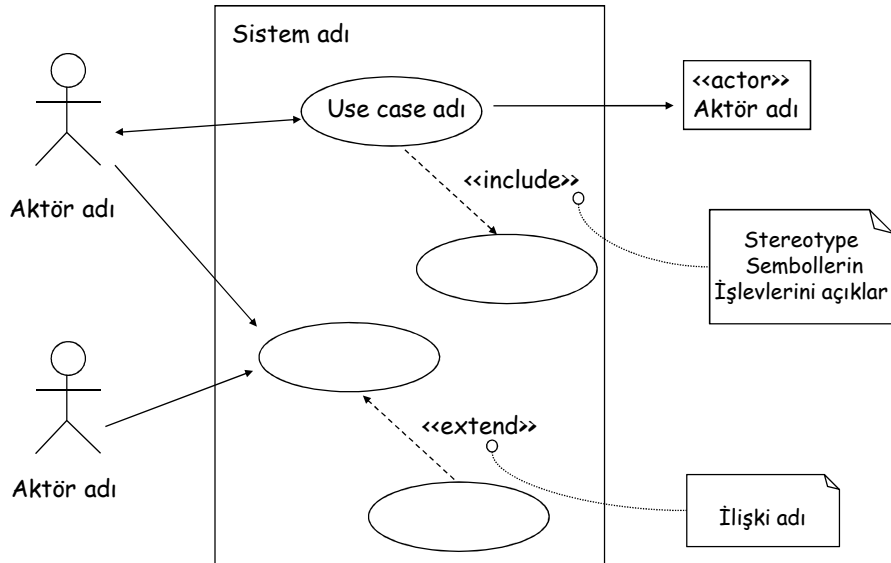 Sistem adı
<<actor>>
Aktör adı
Use case adı
<<include>>
Aktör adı
Stereotype
Sembollerin
İşlevlerini açıklar
<<extend>>
Aktör adı
İlişki adı